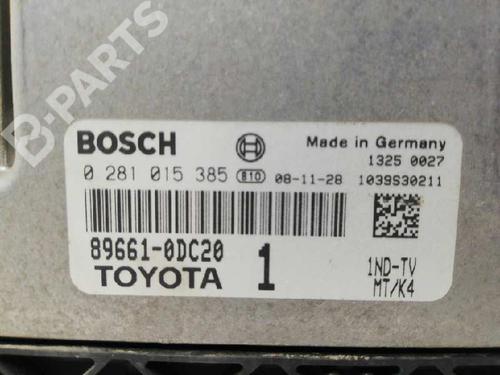 B-PARTS
BOSCH
Made in Germany
1325 0027
0 281 015 385 810 08-11-28 1039S30211
89661-0DC20
TOYOTA
1
1ND-TV
MT/K4